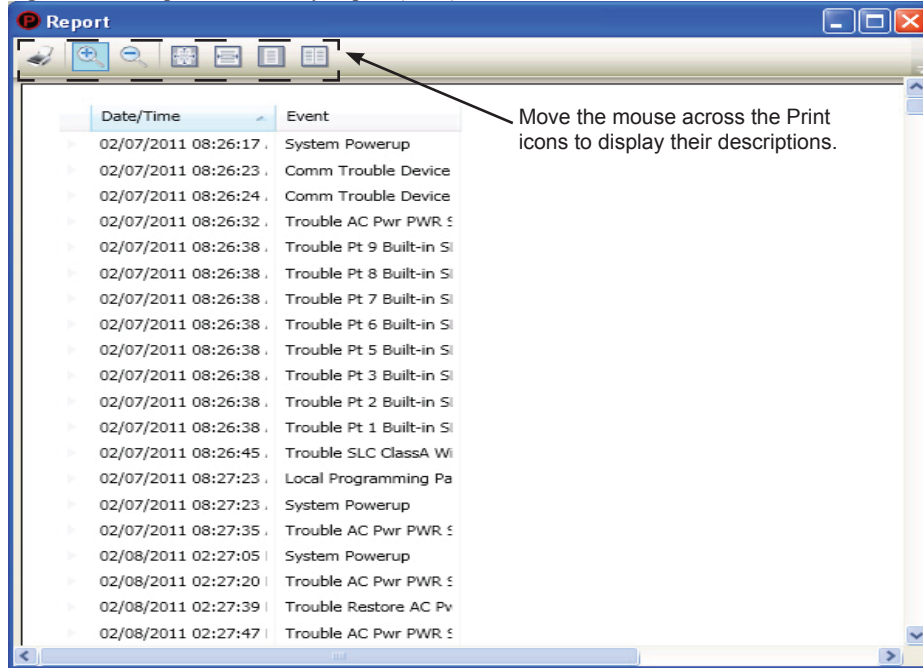 Report
Move the mouse across the Print
icons to display their descriptions.
Date/Time Event
02/07/2011 08:26:17 System Powerup
02/07/2011 08:26:23 Comm Trouble Device
02/07/2011 08:26:24 Comm Trouble Device
02/07/2011 08:26:32 Trouble AC Pwr PWR
02/07/2011 08:26:38 Trouble Pt 9 Built-in
02/07/2011 08:26:38 Trouble Pt 8 Built-in
02/07/2011 08:26:38 Trouble Pt 7 Built-in
02/07/2011 08:26:38 Trouble Pt 6 Built-in
02/07/2011 08:26:38 Trouble Pt 5 Built-in
02/07/2011 08:26:38 Trouble Pt 3 Built-in
02/07/2011 08:26:38 Trouble Pt 2 Built-in
02/07/2011 08:26:38 Trouble Pt 1 Built-in
02/07/2011 08:26:45 Trouble SLC ClassA Wi
02/07/2011 08:27:23 Local Programming Pa
02/07/2011 08:27:23 System Powerup
02/07/2011 08:27:35 Trouble AC Pwr PWR
02/08/2011 02:27:05 System Powerup
02/08/2011 02:27:20 Trouble AC Pwr PWR
02/08/2011 02:27:39 Trouble Restore AC
02/08/2011 02:27:47 Trouble AC Pwr PWR